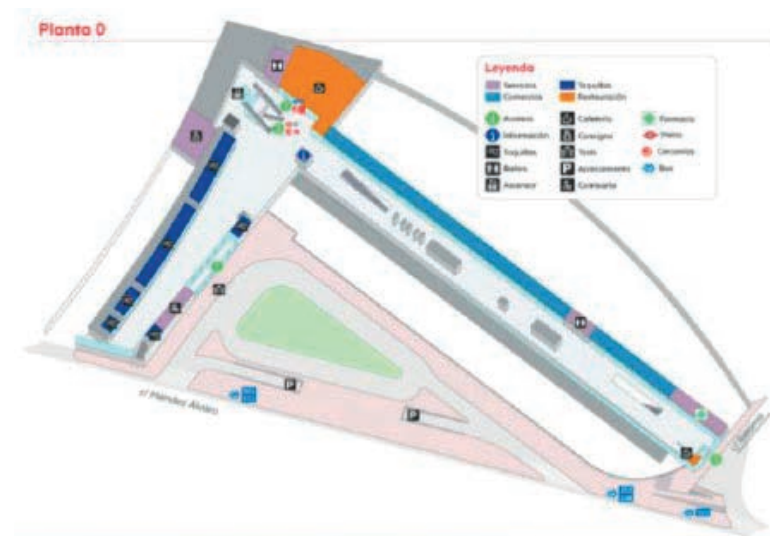 Planta 0
Leyenda
Servicios
Taquillas
Comercios
Restauración
Accesos
Cafetería
Farmacia
Información
Consigna
Metro
Taquillas
Taxis
Cercanías
Baños
P Aparcamiento
Bus
Ascensor
Comisaría
P
P
c/ Méndez Álvaro